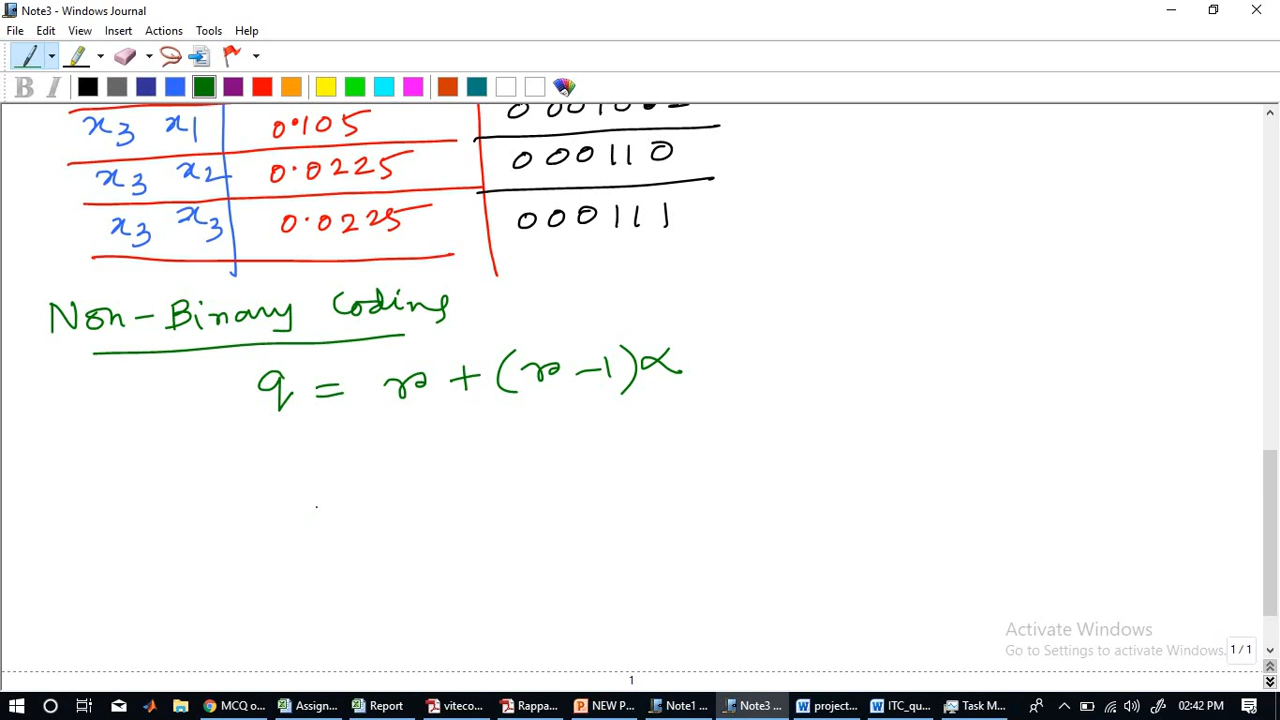 Note3 - Windows Journal
File Edit View Insert Actions Tools Help
B I
x3 x1 0.105
x3 x2 0.0225 000110
x3 x3 0.0225 000111
Non-Binary Coding
q = r + (r-1)α
Activate Windows
Go to Settings to activate Windows.
1 / 1
1
MCQ o... Assign... Report viteco... Rappa... NEW P... Note1 ... Note3 ... project... ITC_qu... Task M... 02:42 PM